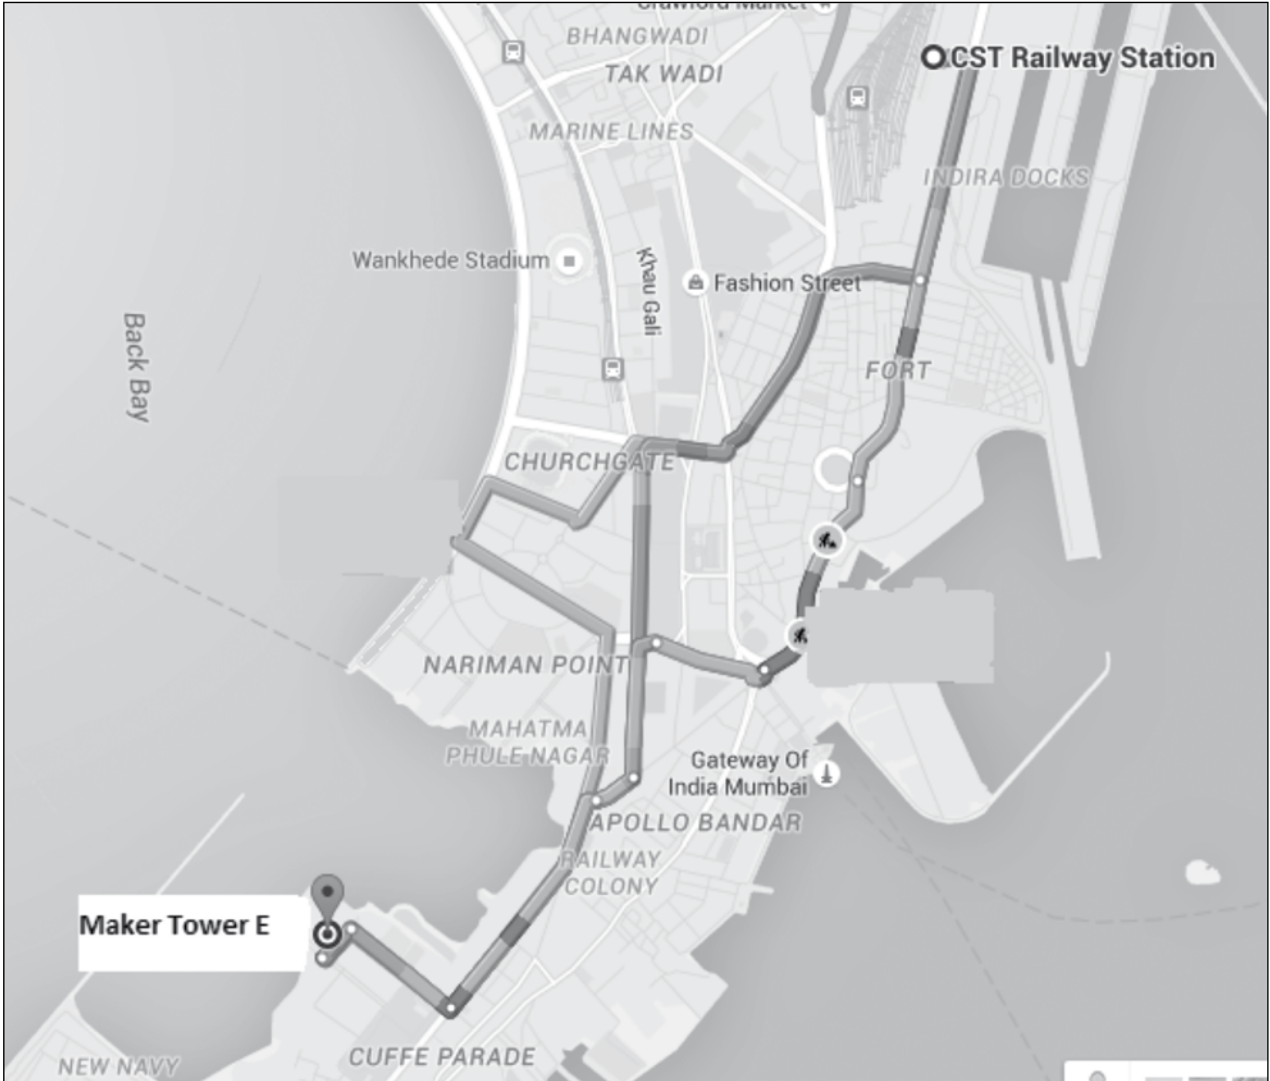 Crawford Market
BHANGWADI
TAK WADI
CST Railway Station
MARINE LINES
INDIRA DOCKS
Wankhede Stadium
Khau Gali
Fashion Street
Back Bay
FORT
CHURCHGATE
NARIMAN POINT
MAHATMA
PHULE NAGAR
Gateway Of
India Mumbai
APOLLO BANDAR
RAILWAY
COLONY
Maker Tower E
CUFFE PARADE
NEW NAVY